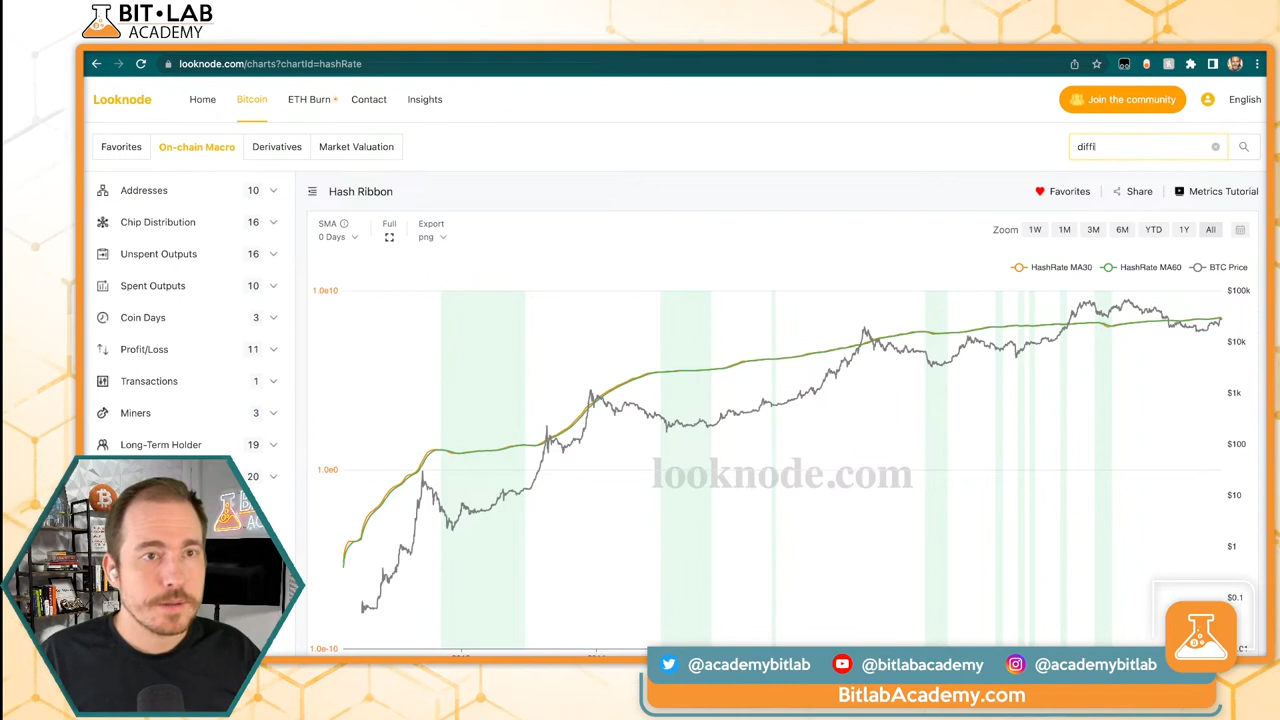 BIT•LAB
ACADEMY
looknode.com/charts?chartId=hashRate
Looknode
Home
Bitcoin
ETH Burn
Contact
Insights
Join the community
English
Favorites
On-chain Macro
Derivatives
Market Valuation
diffi
Addresses 10
Chip Distribution 16
Unspent Outputs 16
Spent Outputs 10
Coin Days 3
Profit/Loss 11
Transactions 1
Miners 3
Long-Term Holder 19
20
Hash Ribbon
Favorites
Share
Metrics Tutorial
SMA
0 Days
Full
Export
png
Zoom 1W 1M 3M 6M YTD 1Y All
HashRate MA30 HashRate MA60 BTC Price
1.0e10
1.0e0
1.0e-10
$100k
$10k
$1k
$100
$10
$1
$0.1
looknode.com
@academybitlab @bitlabacademy @academybitlab
BitlabAcademy.com